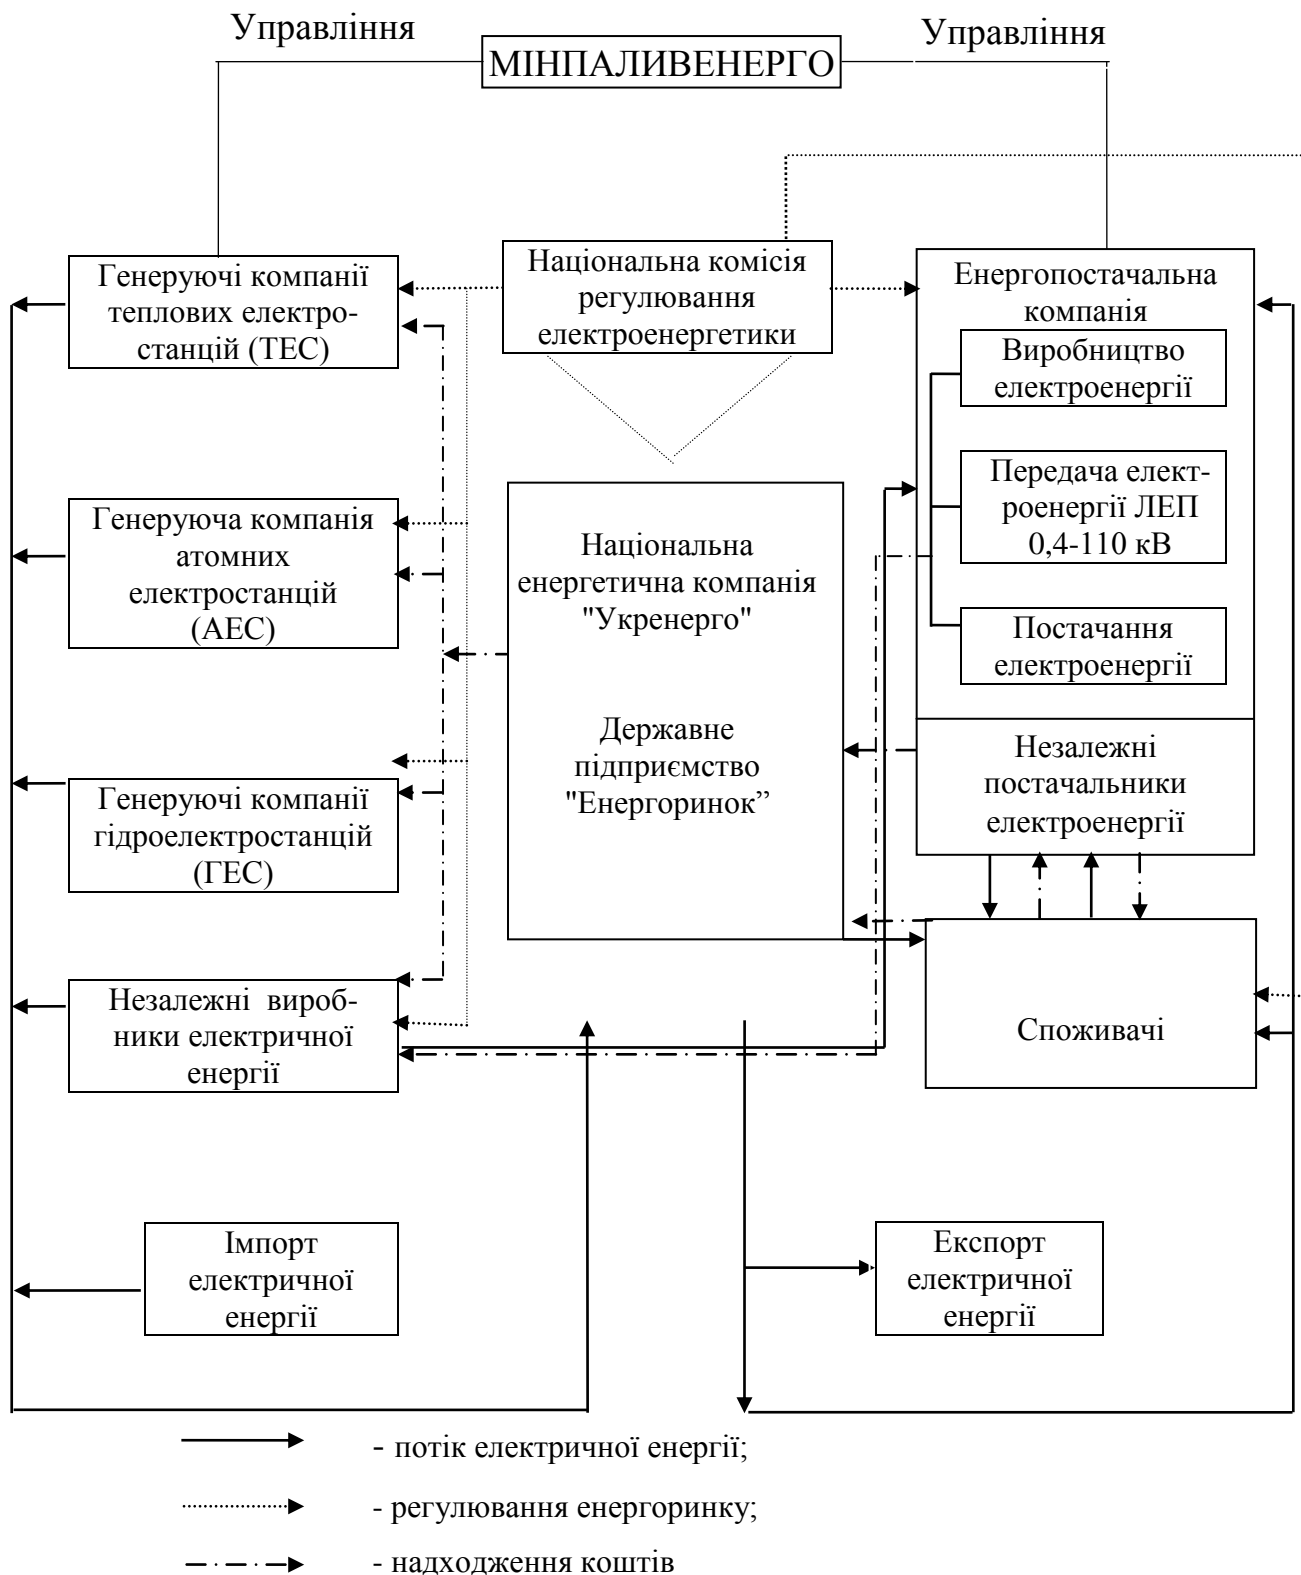 Управління
МІНПАЛИВЕНЕРГО
Управління
Генеруючі компанії
теплових електро-
станцій (ТЕС)
Національна комісія
регулювання
електроенергетики
Енергопостачальна
компанія
Виробництво
електроенергії
Передача елект-
роенергії ЛЕП
0,4-110 кВ
Постачання
електроенергії
Генеруюча компанія
атомних
електростанцій
(АЕС)
Національна
енергетична компанія
"Укренерго"
Державне
підприємство
"Енергоринок”
Незалежні
постачальники
електроенергії
Генеруючі компанії
гідроелектростанцій
(ГЕС)
Незалежні вироб-
ники електричної
енергії
Споживачі
Імпорт
електричної
енергії
Експорт
електричної
енергії
- потік електричної енергії;
- регулювання енергоринку;
- надходження коштів